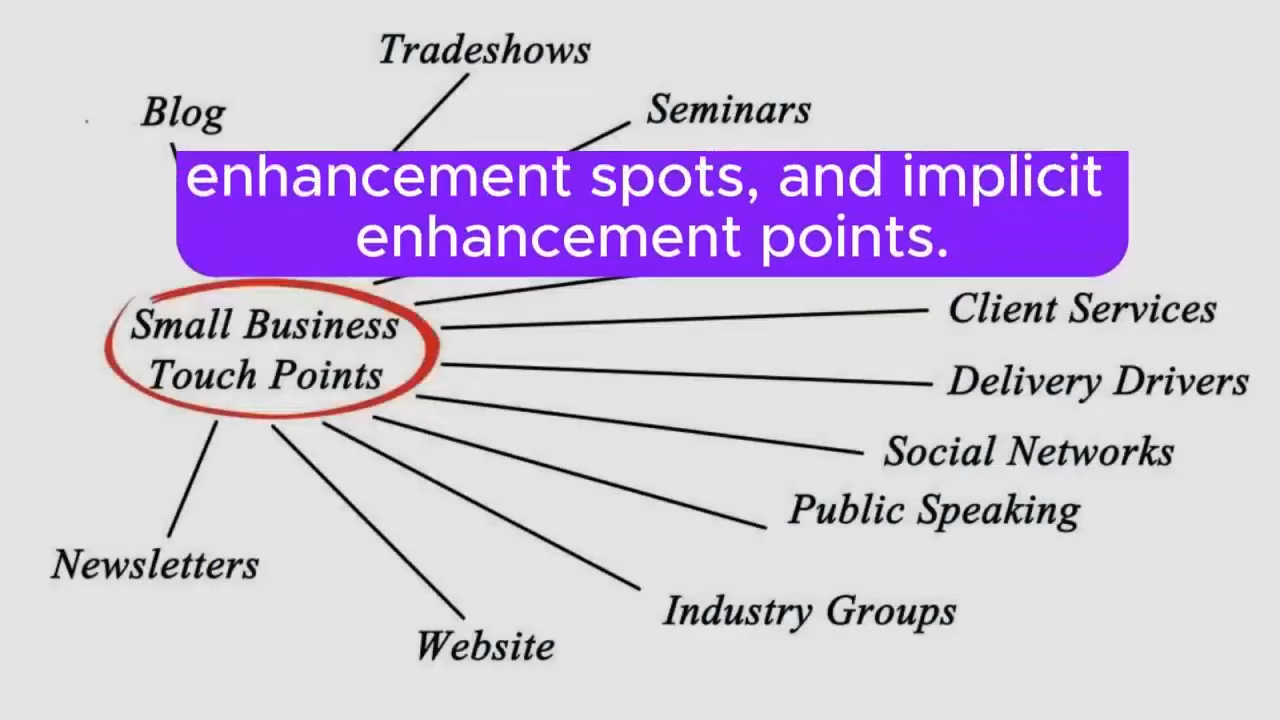 Tradeshows
Blog
Seminars
enhancement spots, and implicit
enhancement points.
Small Business
Touch Points
Client Services
Delivery Drivers
Social Networks
Public Speaking
Newsletters
Industry Groups
Website